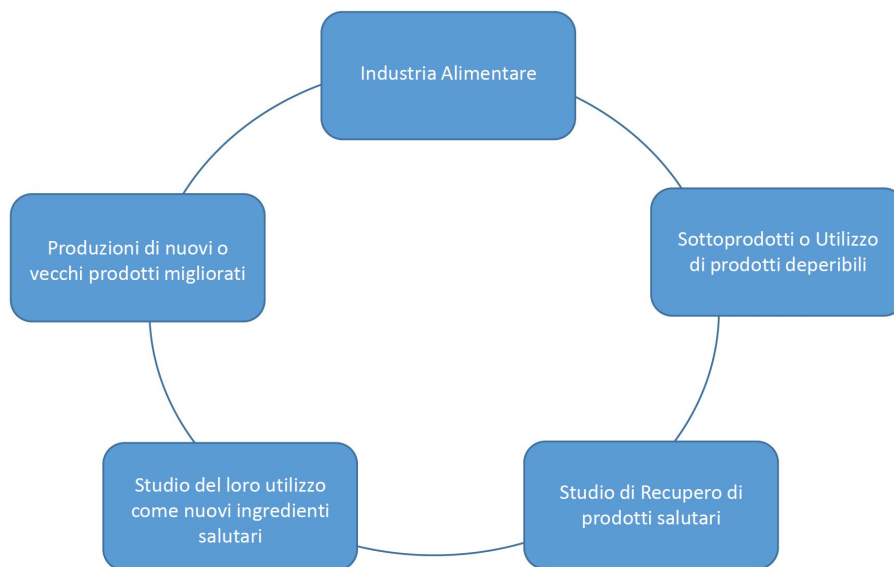 Industria Alimentare
Sottoprodotti o Utilizzo
di prodotti deperibili
Studio di Recupero di
prodotti salutari
Studio del loro utilizzo
come nuovi ingredienti
salutari
Produzioni di nuovi o
vecchi prodotti migliorati